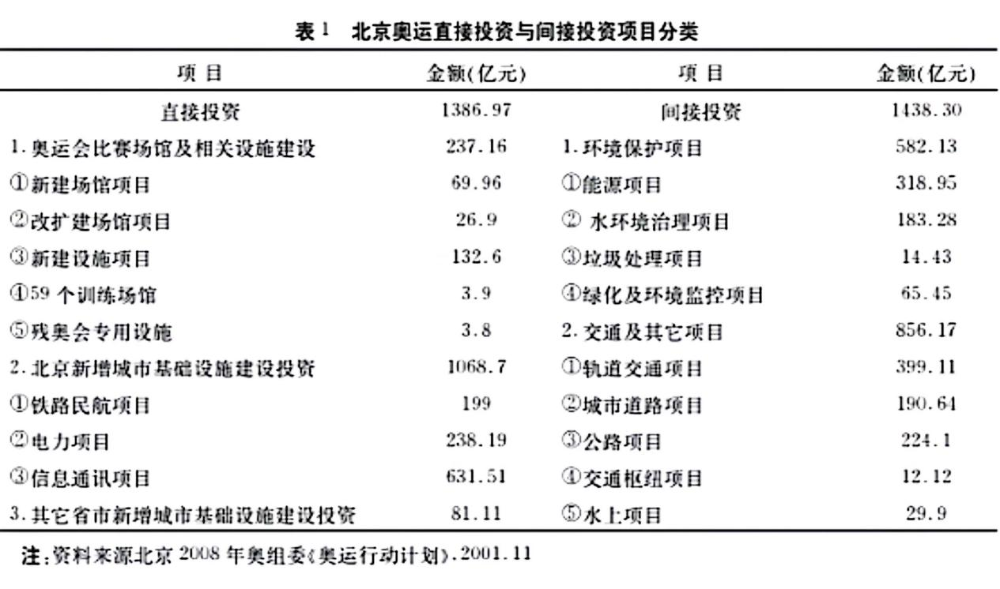 表1 北京奥运直接投资与间接投资项目分类
项 目 金额(亿元) 项 目 金额(亿元)
直接投资 1386.97 间接投资 1438.30
1.奥运会比赛场馆及相关设施建设 237.16 1.环境保护项目 582.13
①新建场馆项目 69.96 ①能源项目 318.95
②改扩建场馆项目 26.9 ② 水环境治理项目 183.28
③新建设施项目 132.6 ③垃圾处理项目 14.43
④59个训练场馆 3.9 ④绿化及环境监控项目 65.45
⑤残奥会专用设施 3.8 2.交通及其它项目 856.17
2.北京新增城市基础设施建设投资 1068.7 ①轨道交通项目 399.11
①铁路民航项目 199 ②城市道路项目 190.64
②电力项目 238.19 ③公路项目 224.1
③信息通讯项目 631.51 ④交通枢纽项目 12.12
3.其它省市新增城市基础设施建设投资 81.11 ⑤水上项目 29.9
注:资料来源北京2008年奥组委《奥运行动计划》.2001.11